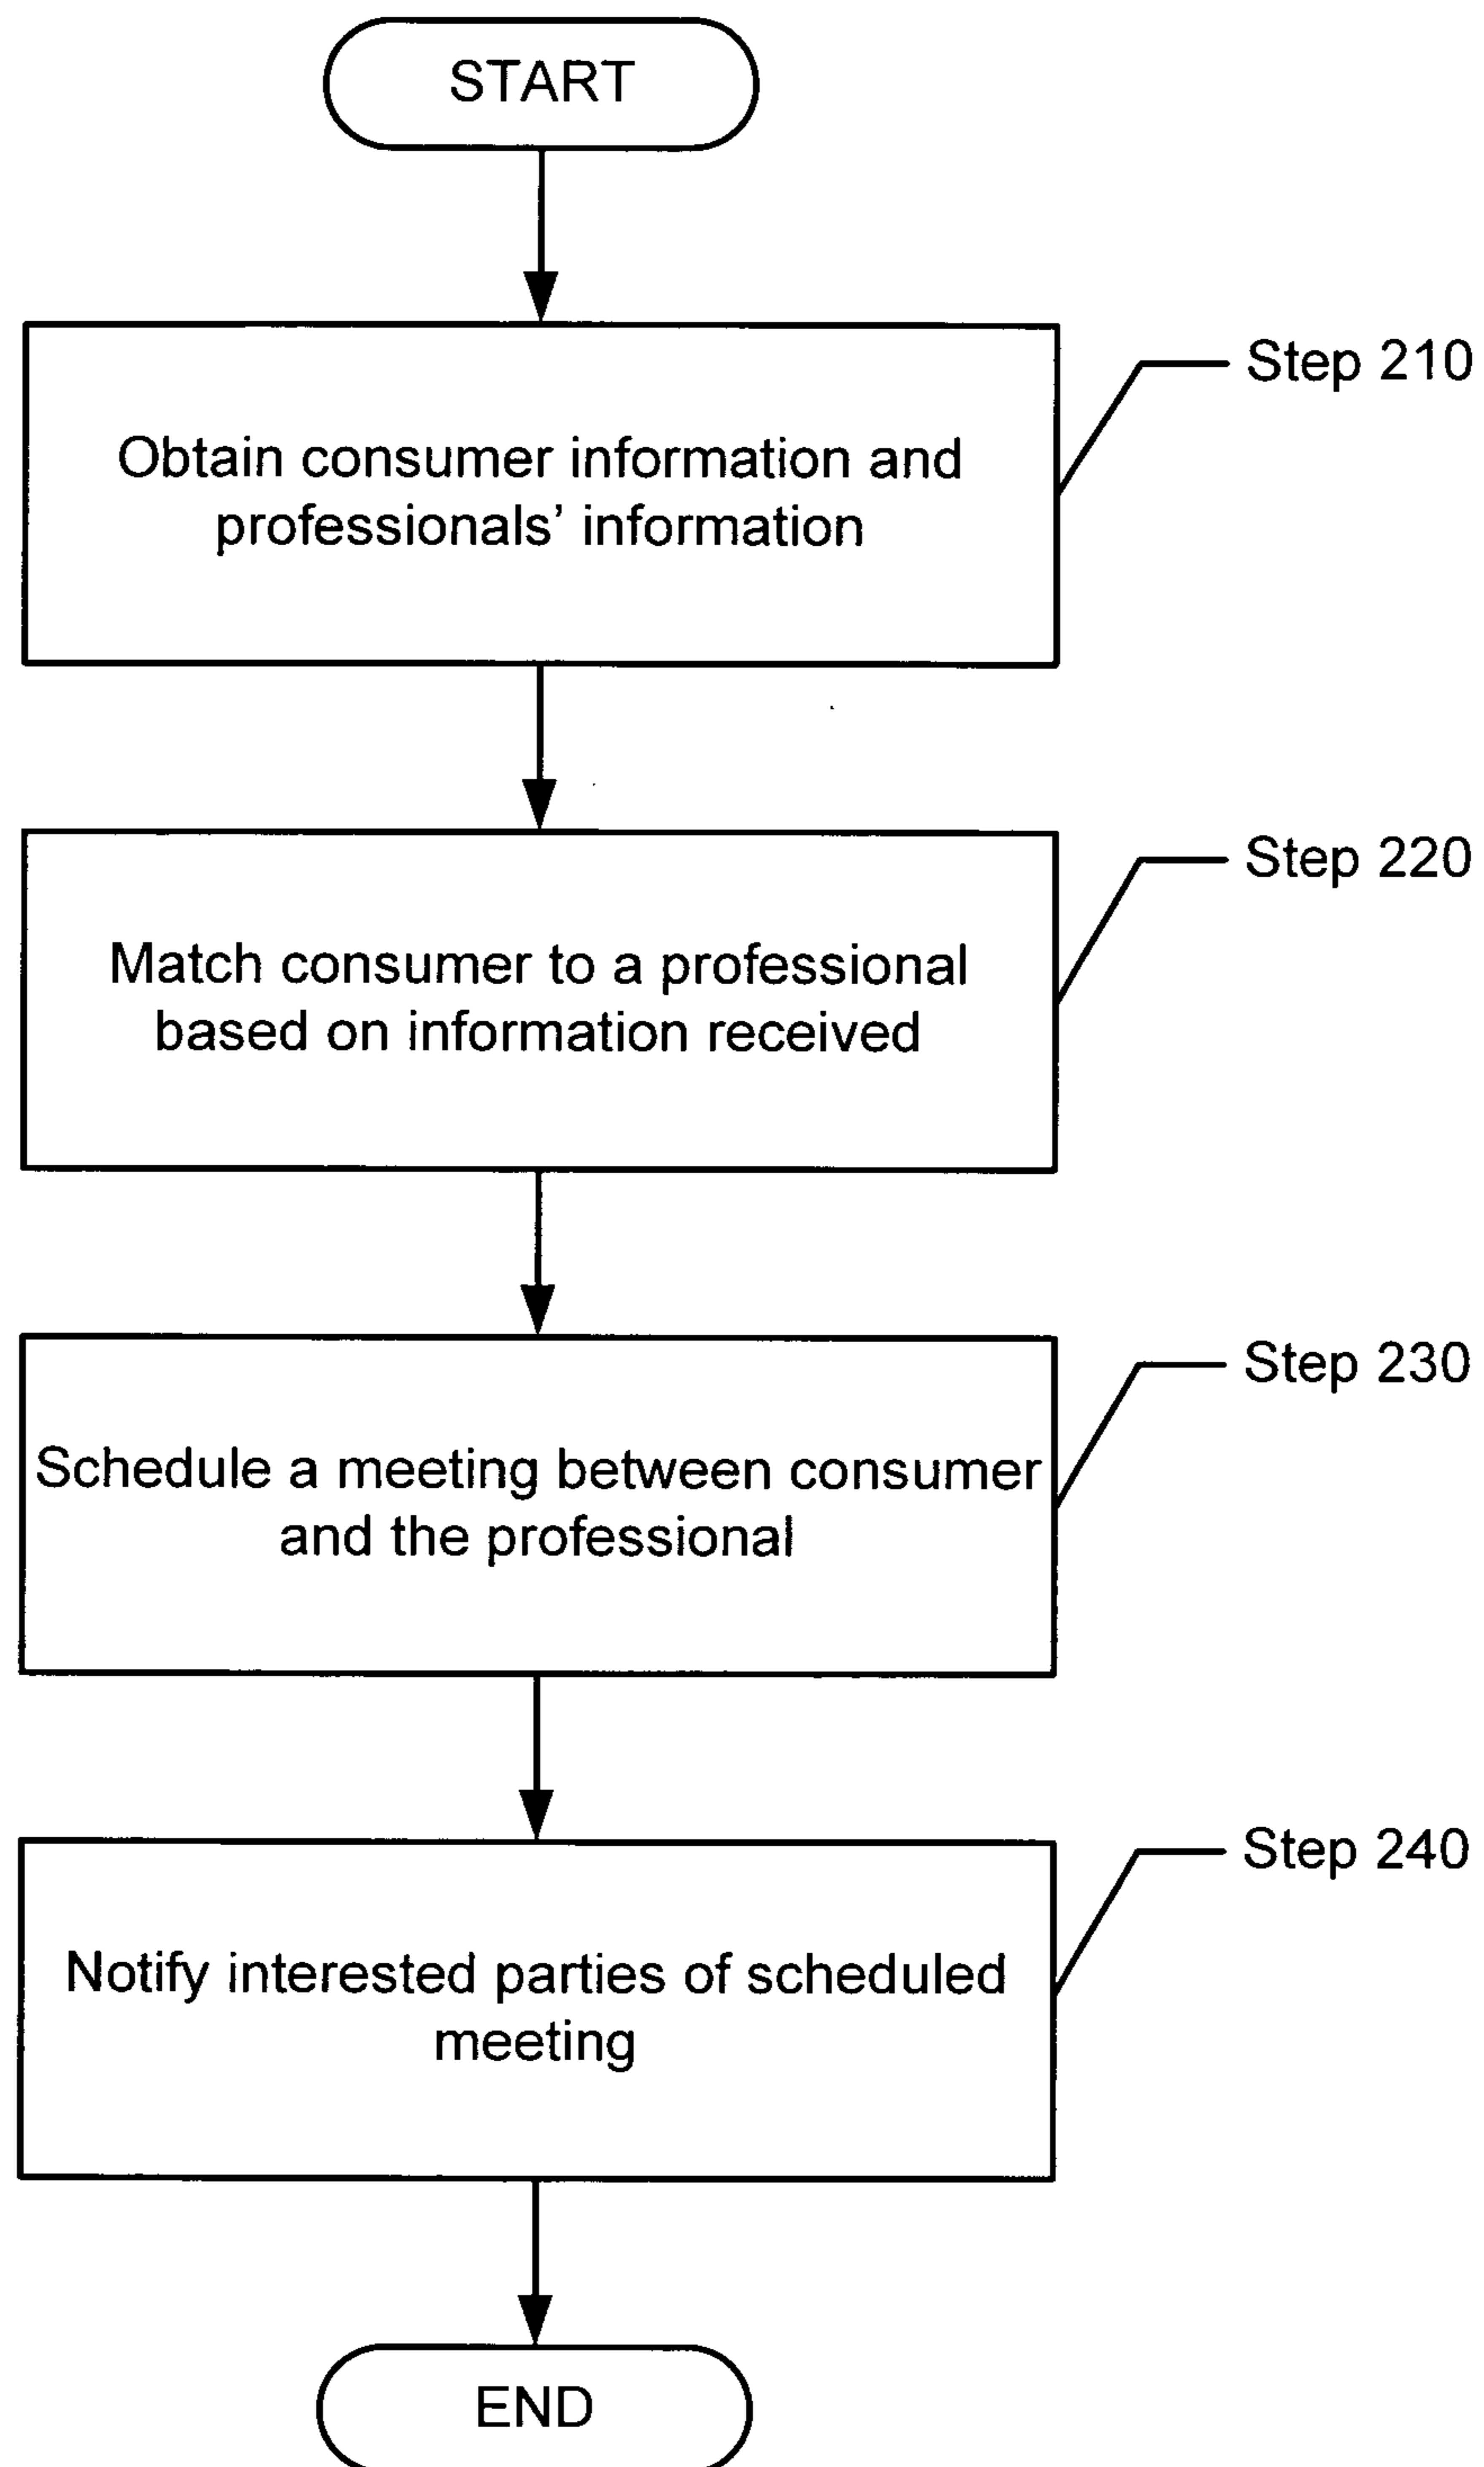 START
Step 210
Obtain consumer information and
professionals’ information
Step 220
Match consumer to a professional
based on information received
Step 230
Schedule a meeting between consumer
and the professional
Step 240
Notify interested parties of scheduled
meeting
END